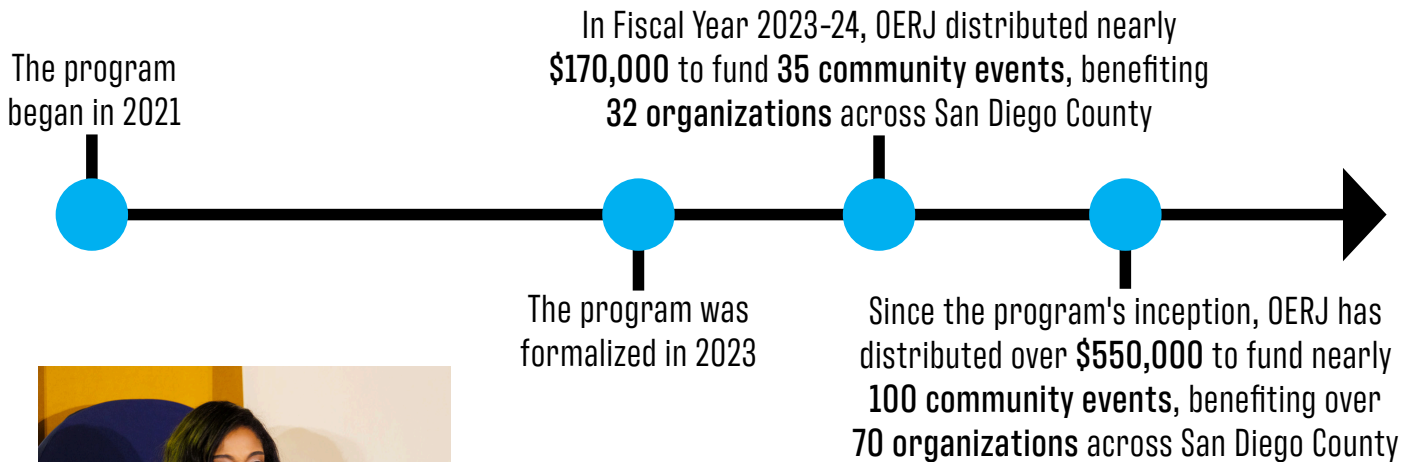 The program
began in 2021
In Fiscal Year 2023-24, OERJ distributed nearly
$170,000 to fund 35 community events, benefiting
32 organizations across San Diego County
The program was
formalized in 2023
Since the program's inception, OERJ has
distributed over $550,000 to fund nearly
100 community events, benefiting over
70 organizations across San Diego County